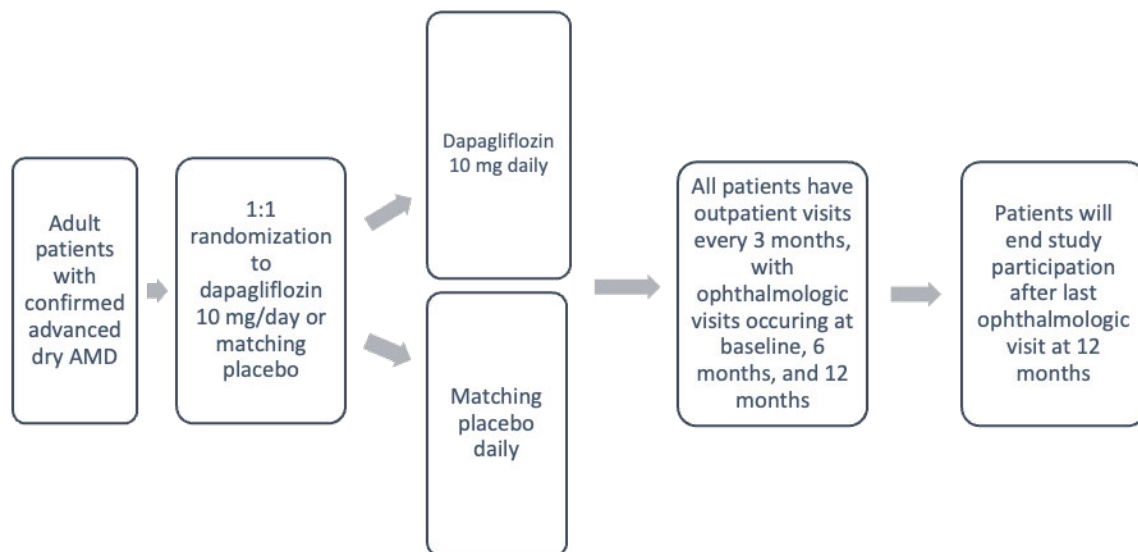 Adult
patients
with
confirmed
advanced
dry AMD
1:1
randomization
to
dapagliflozin
10 mg/day or
matching
placebo
Dapagliflozin
10 mg daily
Matching
placebo
daily
All patients have
outpatient visits
every 3 months,
with
ophthalmologic
visits occuring at
baseline, 6
months, and 12
months
Patients will
end study
participation
after last
ophthalmologic
visit at 12
months